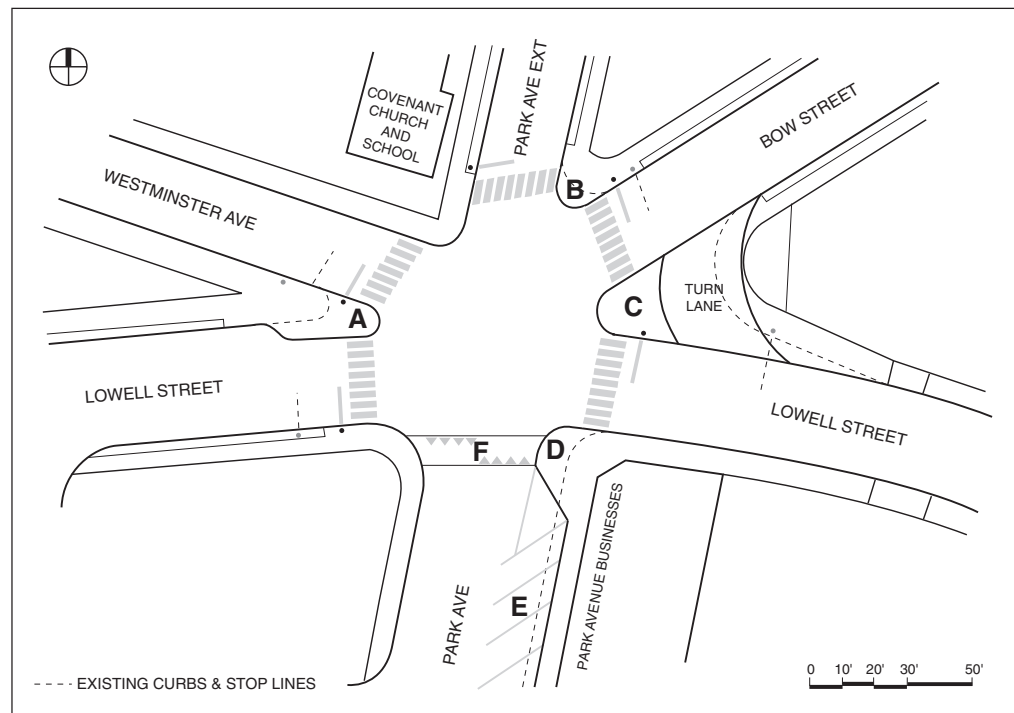 COVENANT
CHURCH
AND
SCHOOL
PARK AVE EXT
BOW STREET
WESTMINSTER AVE
B
A
C
TURN
LANE
LOWELL STREET
LOWELL STREET
F
D
E
PARK AVE
PARK AVENUE BUSINESSES
EXISTING CURBS & STOP LINES
0 10' 20' 30' 50'